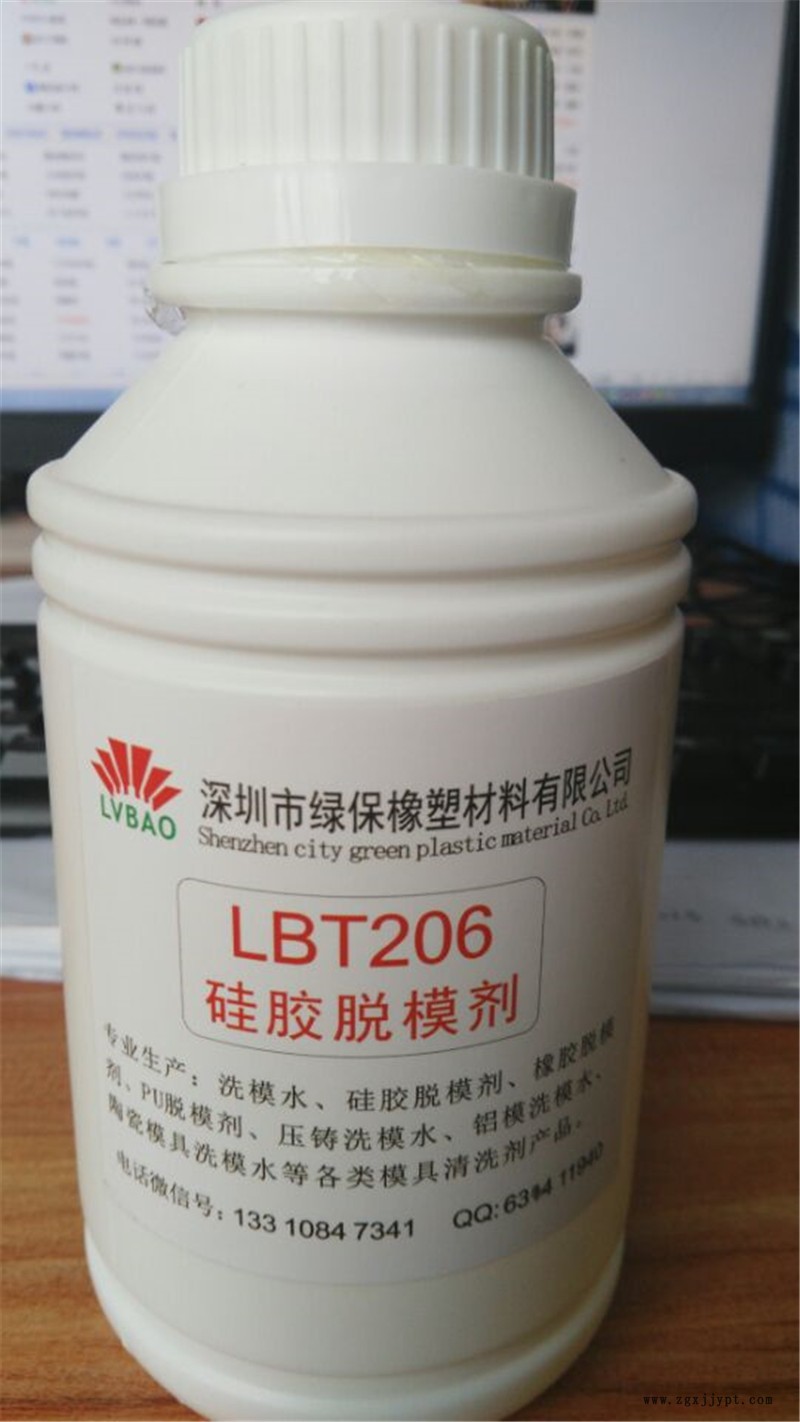 LVBAO
深圳市绿保橡塑材料有限公司
Shenzhen city green plastic material Co. Ltd.
LBT206
硅胶脱模剂
专业生产：洗模水、硅胶脱模剂、橡胶脱模
剂、PU脱模剂、压铸洗模水、铝模洗模水、
陶瓷模具洗模水等各类模具清洗剂产品。
电话微信号：133 1084 7341 QQ:
www.zgxjjypt.com